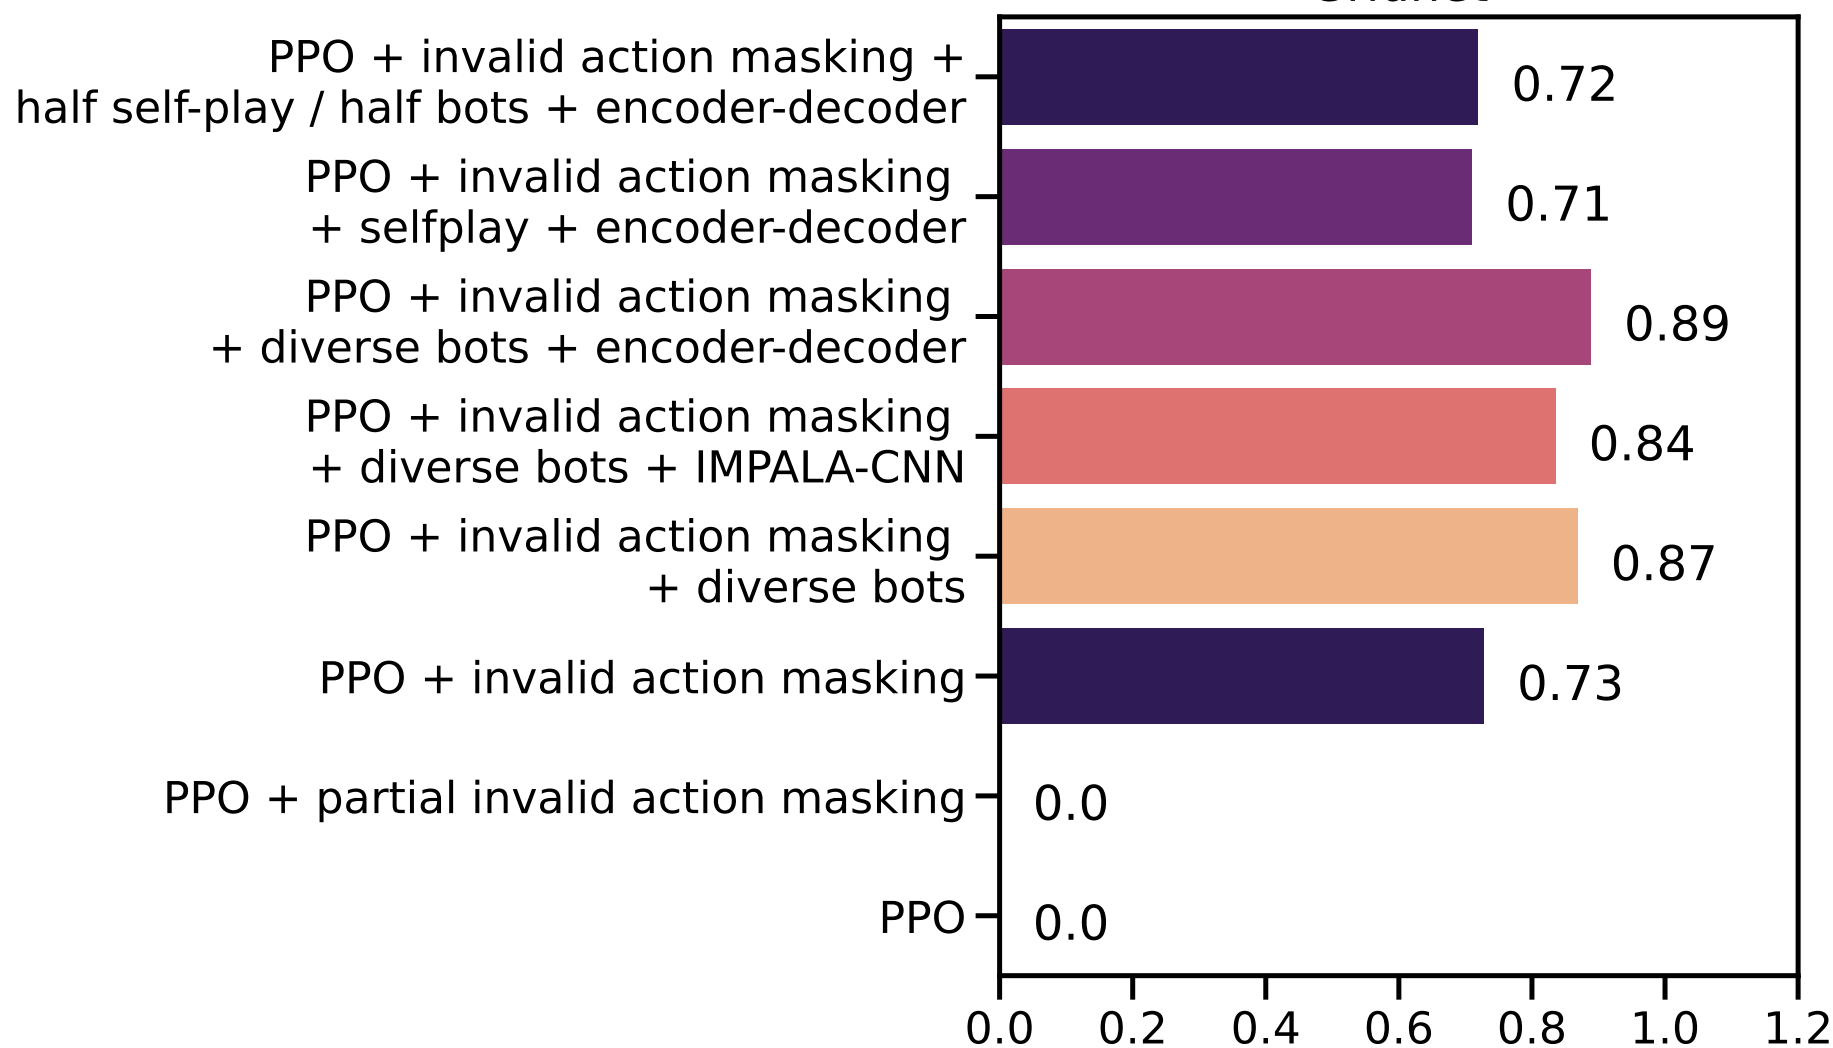 PPO + invalid action masking +
half self-play / half bots + encoder-decoder
0.72
PPO + invalid action masking
+ selfplay + encoder-decoder
0.71
PPO + invalid action masking
+ diverse bots + encoder-decoder
0.89
PPO + invalid action masking
+ diverse bots + IMPALA-CNN
0.84
PPO + invalid action masking
+ diverse bots
0.87
PPO + invalid action masking
0.73
PPO + partial invalid action masking
0.0
PPO
0.0
0.0 0.2 0.4 0.6 0.8 1.0 1.2